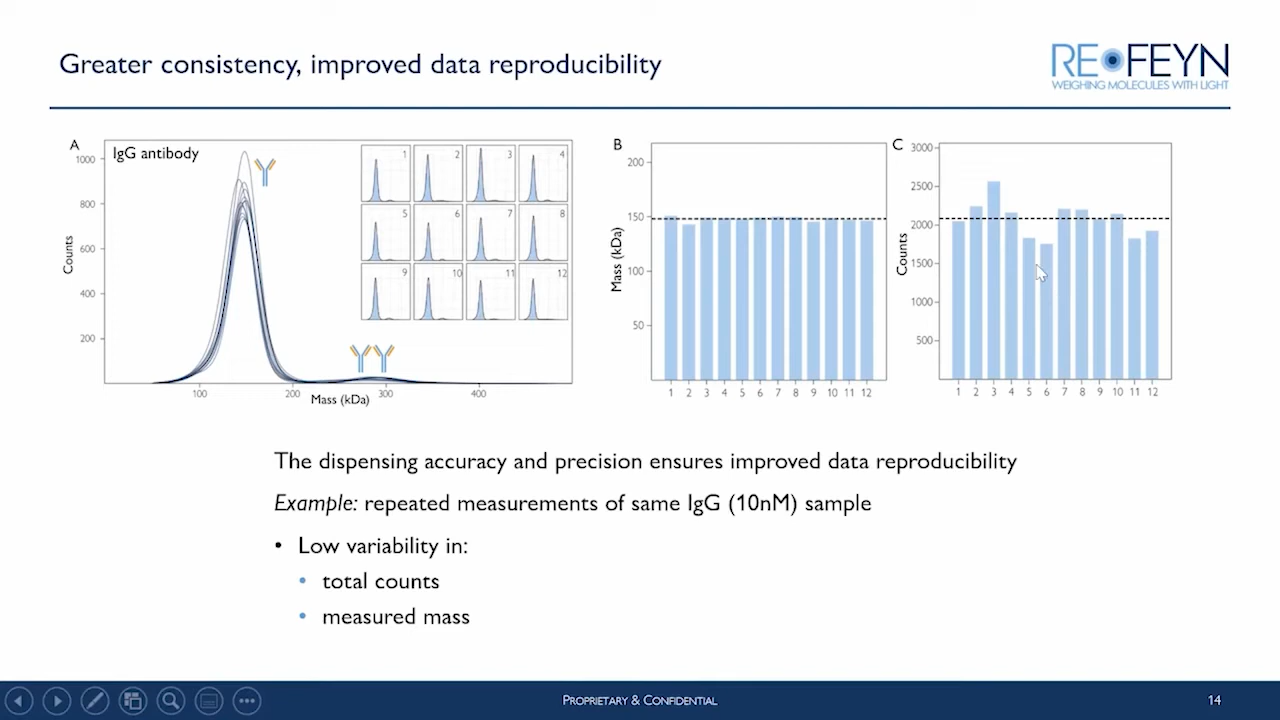 Greater consistency, improved data reproducibility
REFEYN
WEIGHING MOLECULES WITH LIGHT
A
IgG antibody
1000
800
600
400
200
Counts
100
200
300
400
Mass (kDa)
1 2 3 4
5 6 7 8
9 10 11 12
B
200
150
100
50
Mass (kDa)
1 2 3 4 5 6 7 8 9 10 11 12
C
3000
2500
2000
1500
1000
500
Counts
1 2 3 4 5 6 7 8 9 10 11 12
The dispensing accuracy and precision ensures improved data reproducibility
Example: repeated measurements of same IgG (10nM) sample
• Low variability in:
• total counts
• measured mass
PROPRIETARY & CONFIDENTIAL
14